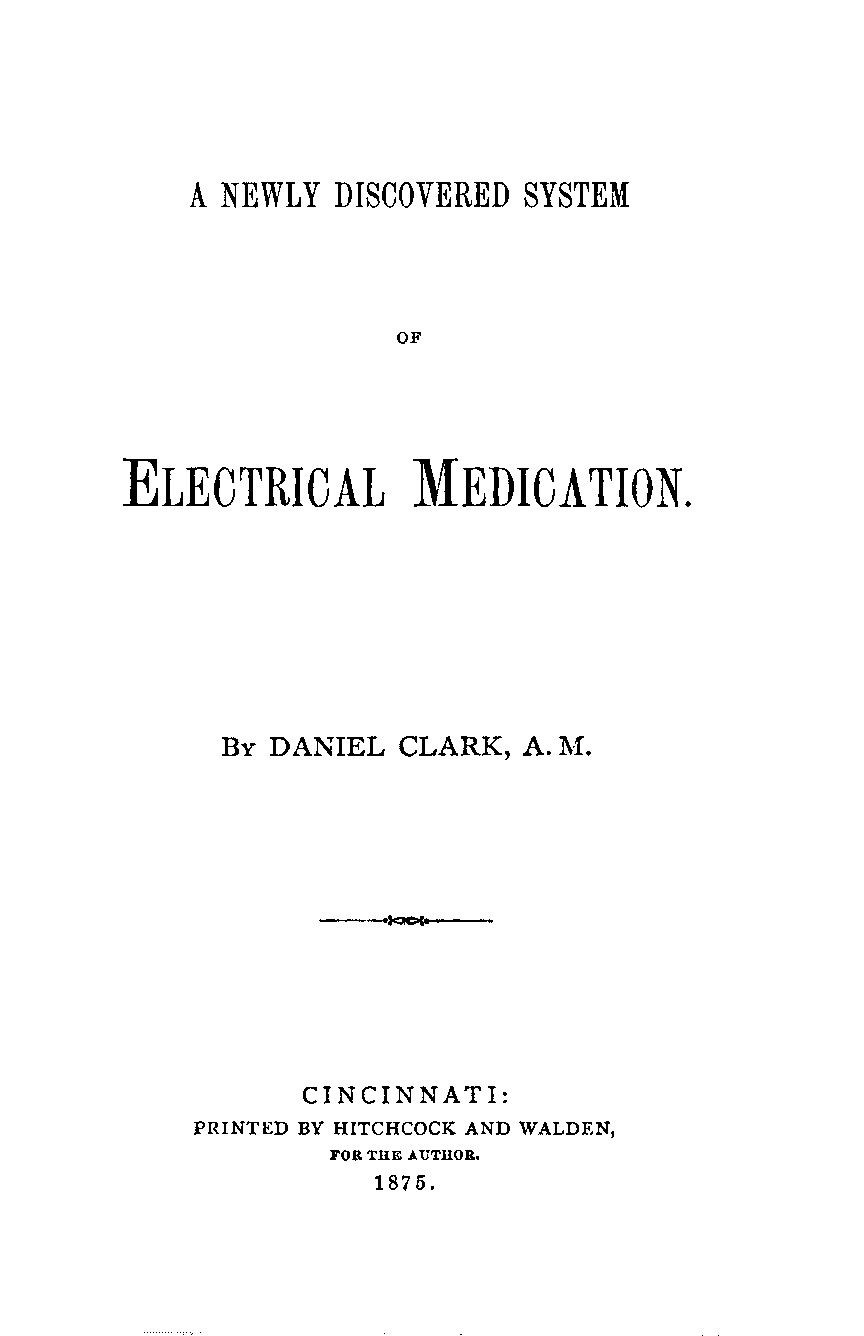 A NEWLY DISCOVERED SYSTEM
OF
ELECTRICAL MEDICATION.
BY DANIEL CLARK, A. M.
CINCINNATI:
PRINTED BY HITCHCOCK AND WALDEN,
FOR THE AUTHOR.
1875.